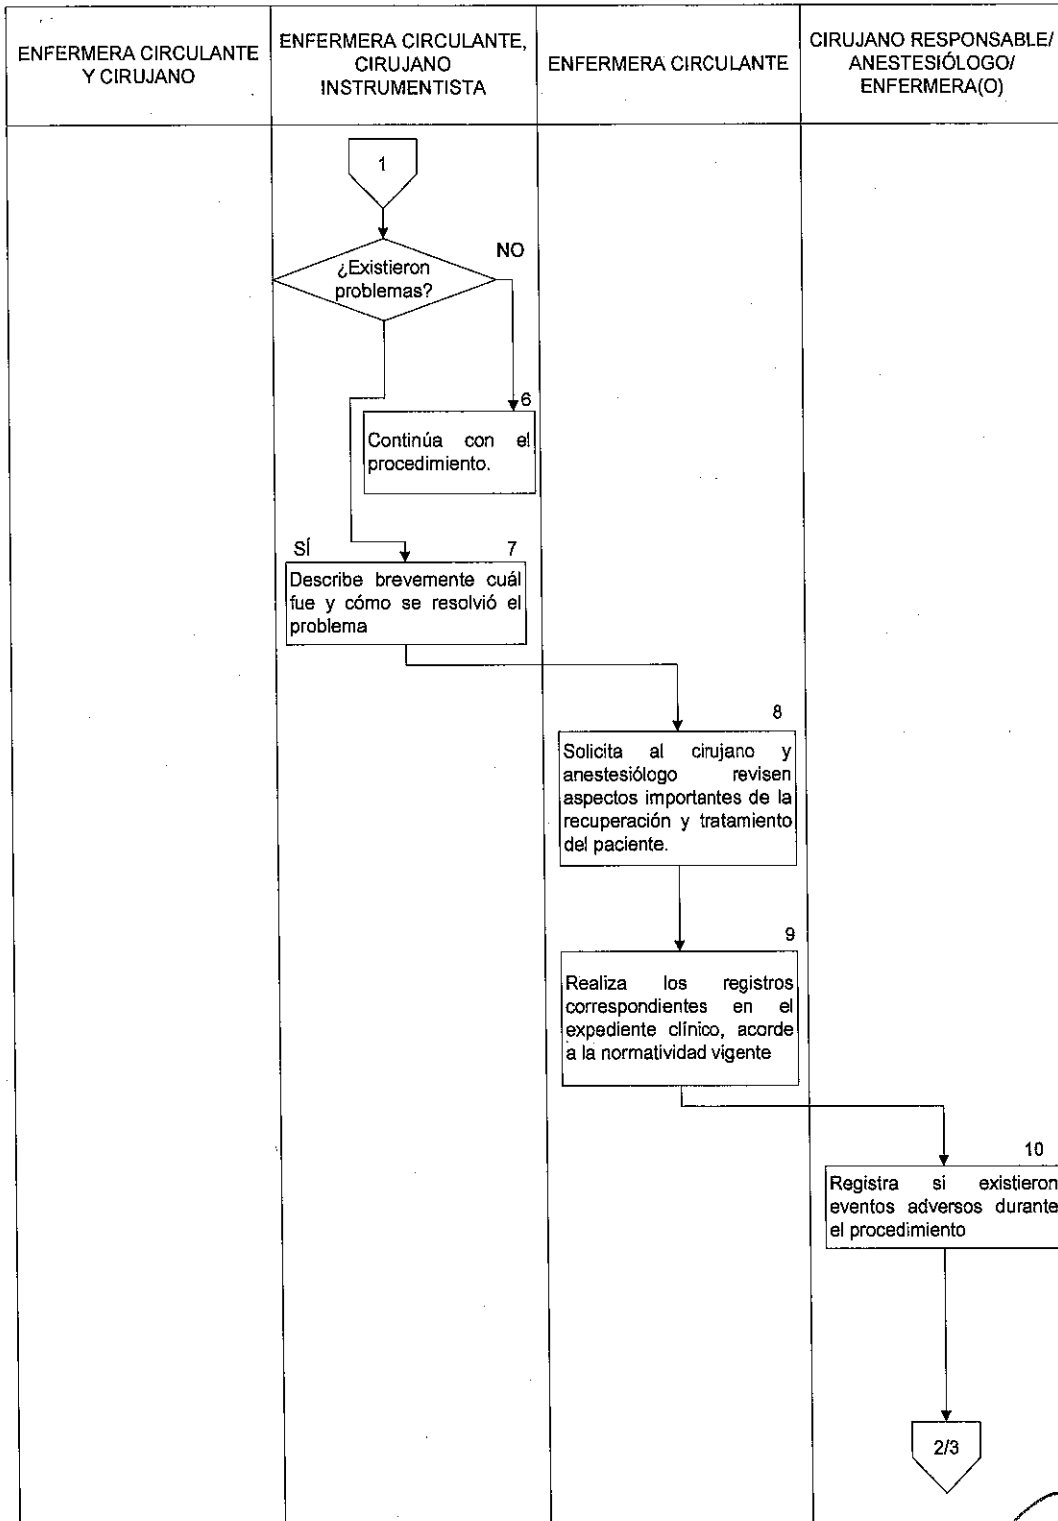 ENFERMERA CIRCULANTE
Y CIRUJANO
ENFERMERA CIRCULANTE,
CIRUJANO
INSTRUMENTISTA
ENFERMERA CIRCULANTE
CIRUJANO RESPONSABLE/
ANESTESIÓLOGO/
ENFERMERA(O)
1
¿Existieron
problemas?
NO
6
Continúa con el
procedimiento.
SÍ
7
Describe brevemente cuál
fue y cómo se resolvió el
problema
8
Solicita al cirujano y
anestesiólogo revisen
aspectos importantes de la
recuperación y tratamiento
del paciente.
9
Realiza los registros
correspondientes en el
expediente clínico, acorde
a la normatividad vigente
10
Registra si existieron
eventos adversos durante
el procedimiento
2/3